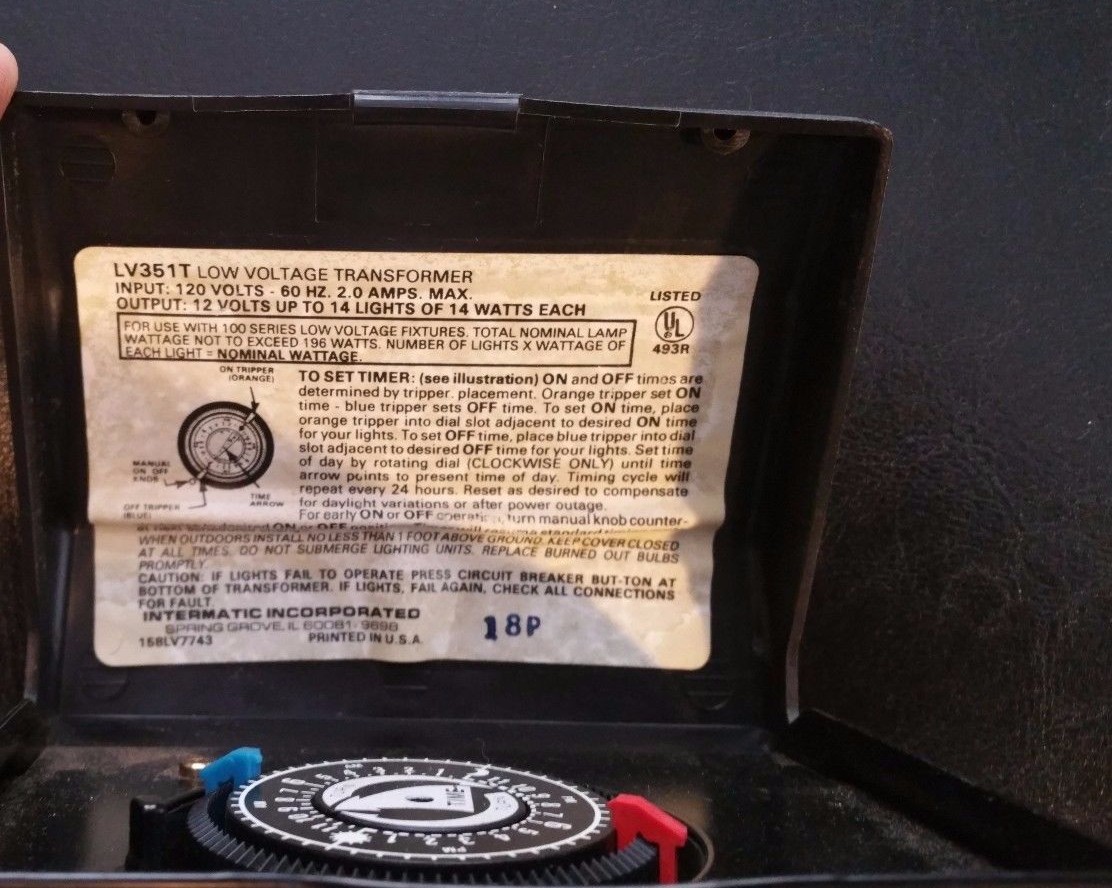 LV351T LOW VOLTAGE TRANSFORMER
INPUT: 120 VOLTS - 60 HZ. 2.0 AMPS. MAX.
OUTPUT: 12 VOLTS UP TO 14 LIGHTS OF 14 WATTS EACH
LISTED
UL
493R
FOR USE WITH 100 SERIES LOW VOLTAGE FIXTURES. TOTAL NOMINAL LAMP
WATTAGE NOT TO EXCEED 196 WATTS. NUMBER OF LIGHTS X WATTAGE OF
EACH LIGHT = NOMINAL WATTAGE.
ON TRIPPER
(ORANGE)
MANUAL
ON OFF
KNOB
OFF TRIPPER
(BLUE)
TIME
ARROW
TO SET TIMER: (see illustration) ON and OFF times are
determined by tripper. placement. Orange tripper set ON
time - blue tripper sets OFF time. To set ON time, place
orange tripper into dial slot adjacent to desired ON time
for your lights. To set OFF time, place blue tripper into dial
slot adjacent to desired OFF time for your lights. Set time
of day by rotating dial (CLOCKWISE ONLY) until time
arrow points to present time of day. Timing cycle will
repeat every 24 hours. Reset as desired to compensate
for daylight variations or after power outage.
For early ON or OFF operation, turn manual knob counter-
ON or OFF
WHEN OUTDOORS INSTALL NO LESS THAN 1 FOOT ABOVE GROUND. KEEP COVER CLOSED
AT ALL TIMES. DO NOT SUBMERGE LIGHTING UNITS. REPLACE BURNED OUT BULBS
PROMPTLY.
CAUTION: IF LIGHTS FAIL TO OPERATE PRESS CIRCUIT BREAKER BUT-TON AT
BOTTOM OF TRANSFORMER. IF LIGHTS, FAIL AGAIN, CHECK ALL CONNECTIONS
FOR FAULT.
INTERMATIC INCORPORATED
SPRING GROVE, IL 60081-9698
158LV7743 PRINTED IN U.S.A.
18P
TIME